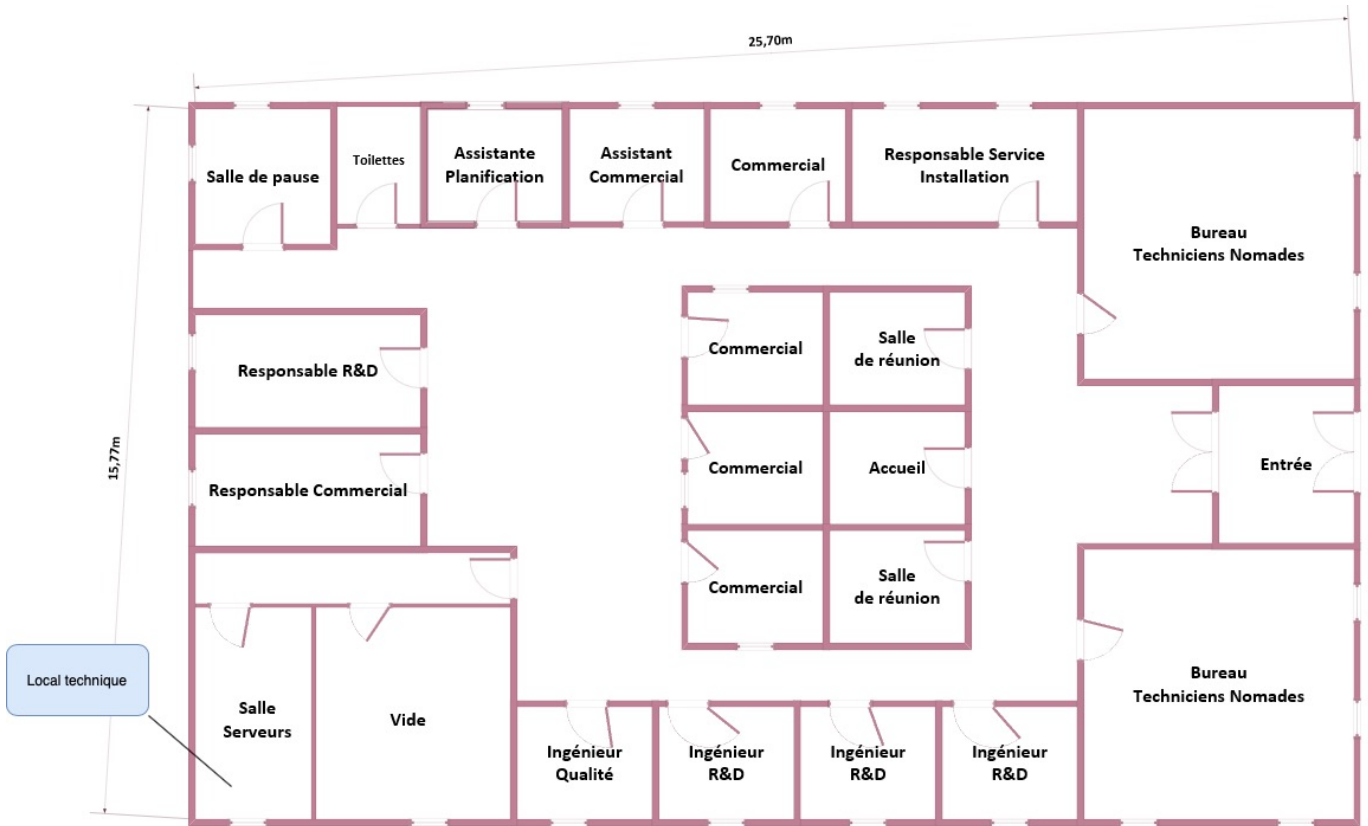 25,70m
15,77m
Salle de pause
Toilettes
Assistante
Planification
Assistant
Commercial
Commercial
Responsable Service
Installation
Bureau
Techniciens Nomades
Responsable R&D
Commercial
Salle
de réunion
Responsable Commercial
Commercial
Accueil
Entrée
Commercial
Salle
de réunion
Local technique
Salle
Serveurs
Vide
Ingénieur
Qualité
Ingénieur
R&D
Ingénieur
R&D
Ingénieur
R&D
Bureau
Techniciens Nomades